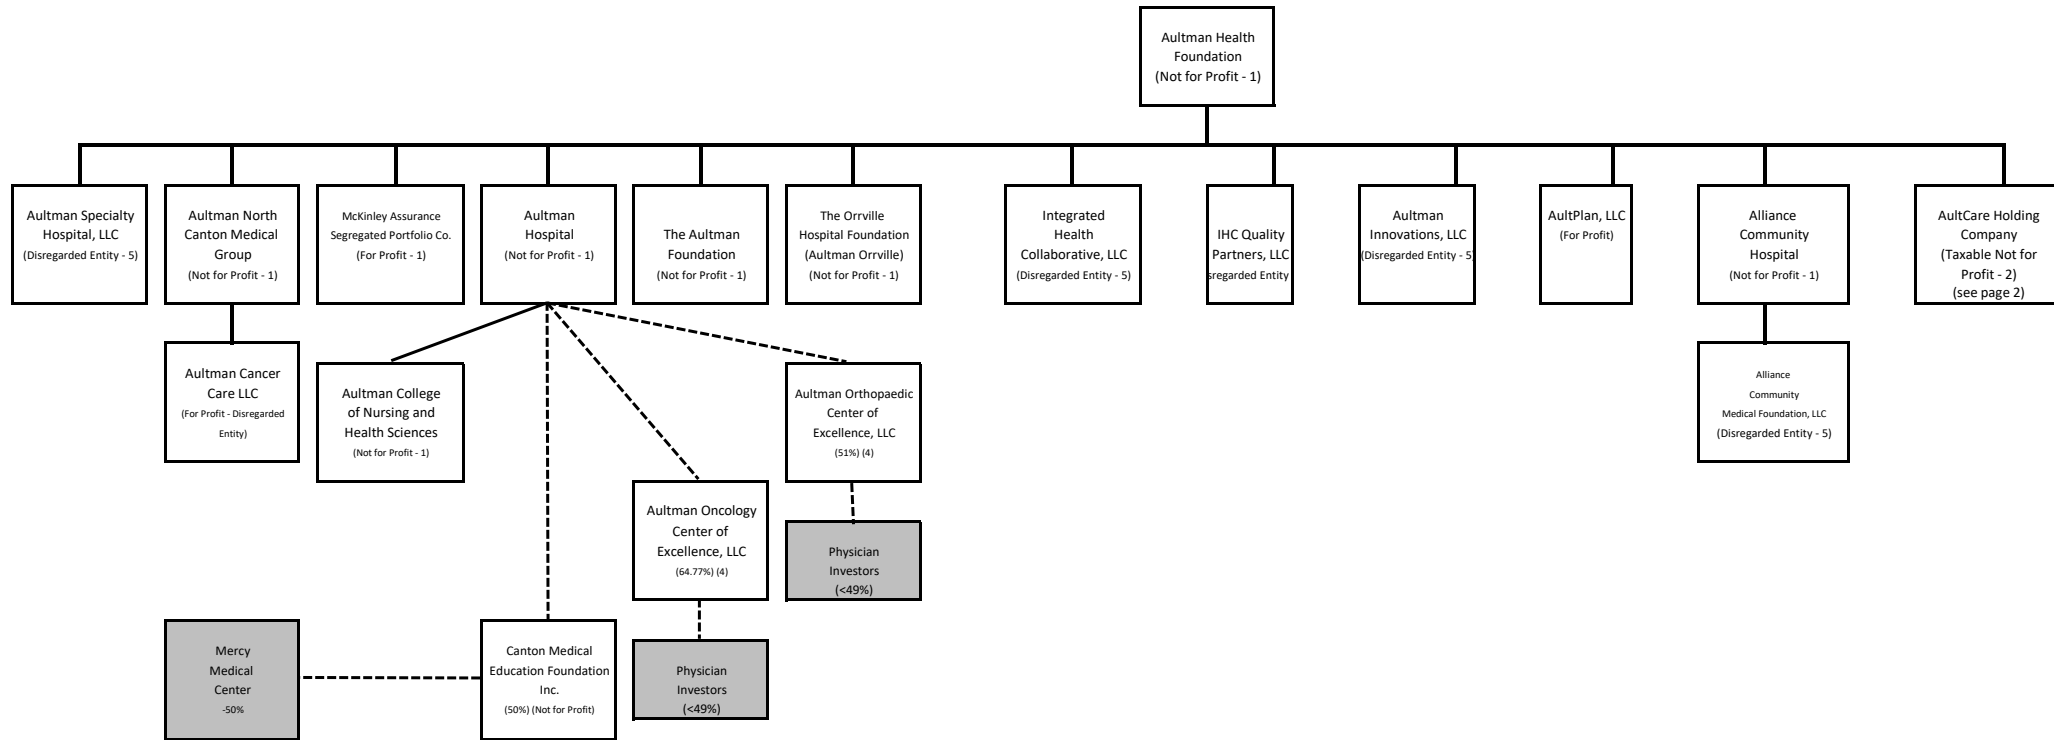 Aultman Health
Foundation
(Not for Profit - 1)
Aultman Specialty
Hospital, LLC
(Disregarded Entity - 5)
Aultman North
Canton Medical
Group
(Not for Profit - 1)
McKinley Assurance
Segregated Portfolio Co.
(For Profit - 1)
Aultman
Hospital
(Not for Profit - 1)
The Aultman
Foundation
(Not for Profit - 1)
The Orrville
Hospital Foundation
(Aultman Orrville)
(Not for Profit - 1)
Integrated
Health
Collaborative, LLC
(Disregarded Entity - 5)
IHC Quality
Partners, LLC
sregarded Entity
Aultman
Innovations, LLC
(Disregarded Entity - 5)
AultPlan, LLC
(For Profit)
Alliance
Community
Hospital
(Not for Profit - 1)
AultCare Holding
Company
(Taxable Not for
Profit - 2)
(see page 2)
Aultman Cancer
Care LLC
(For Profit - Disregarded
Entity)
Aultman College
of Nursing and
Health Sciences
(Not for Profit - 1)
Aultman Orthopaedic
Center of
Excellence, LLC
(51%) (4)
Alliance
Community
Medical Foundation, LLC
(Disregarded Entity - 5)
Aultman Oncology
Center of
Excellence, LLC
(64.77%) (4)
Physician
Investors
(<49%)
Mercy
Medical
Center
-50%
Canton Medical
Education Foundation
Inc.
(50%) (Not for Profit)
Physician
Investors
(<49%)